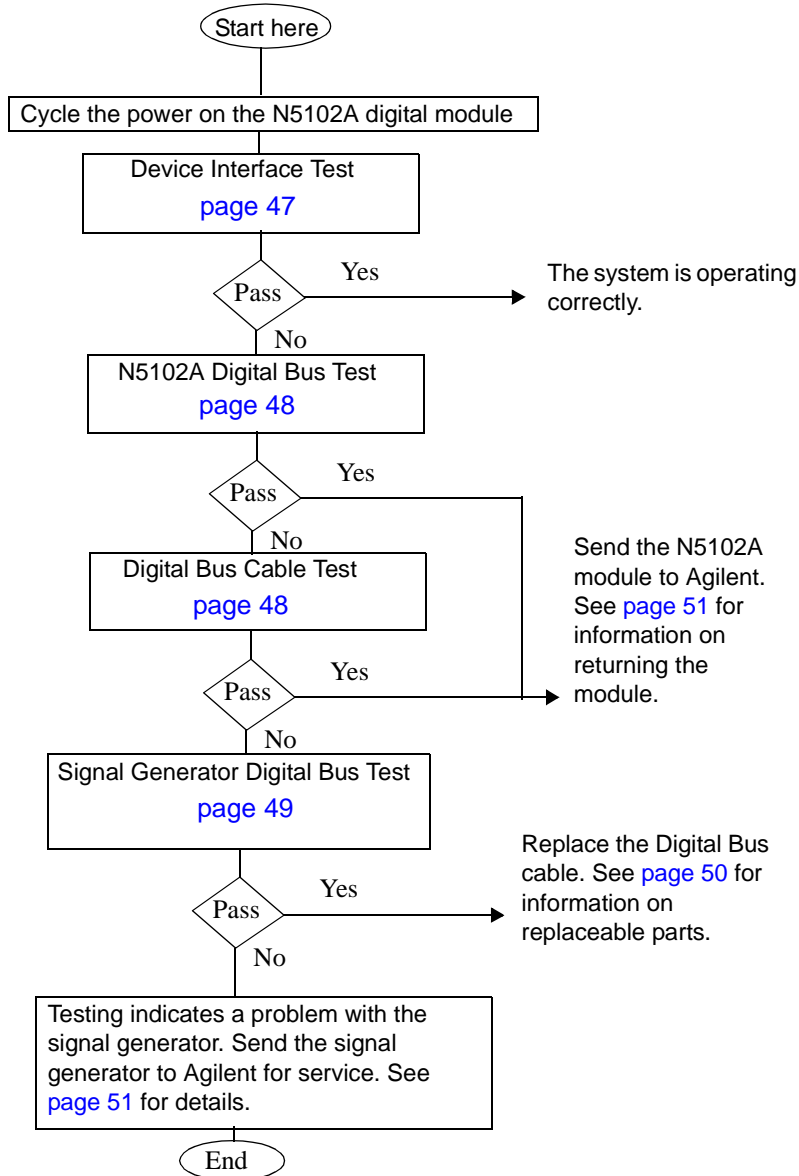 Start here
Cycle the power on the N5102A digital module
Device Interface Test
page 47
Pass
Yes
The system is operating
correctly.
No
N5102A Digital Bus Test
page 48
Pass
Yes
No
Digital Bus Cable Test
page 48
Pass
Yes
Send the N5102A
module to Agilent.
See page 51 for
information on
returning the
module.
No
Signal Generator Digital Bus Test
page 49
Pass
Yes
Replace the Digital Bus
cable. See page 50 for
information on
replaceable parts.
No
Testing indicates a problem with the
signal generator. Send the signal
generator to Agilent for service. See
page 51 for details.
End